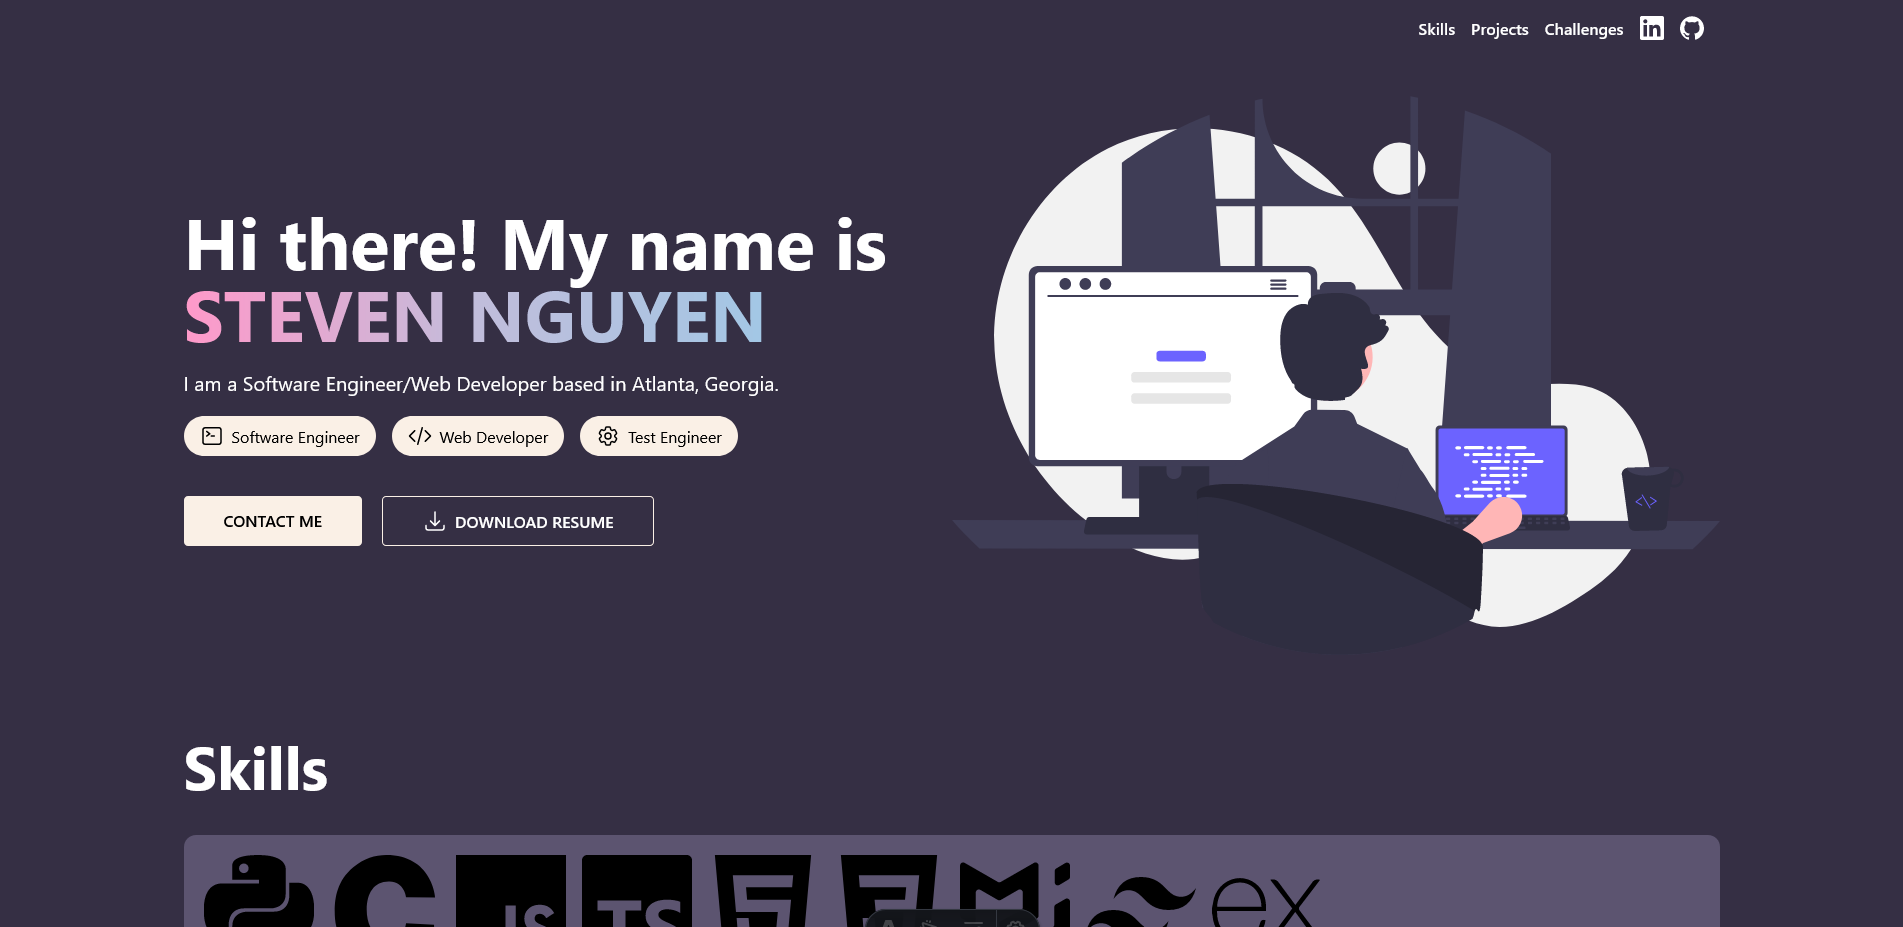 Skills Projects Challenges in
Hi there! My name is
STEVEN NGUYEN
I am a Software Engineer/Web Developer based in Atlanta, Georgia.
Software Engineer </> Web Developer Test Engineer
CONTACT ME DOWNLOAD RESUME
<\>
Skills
JS TS ex